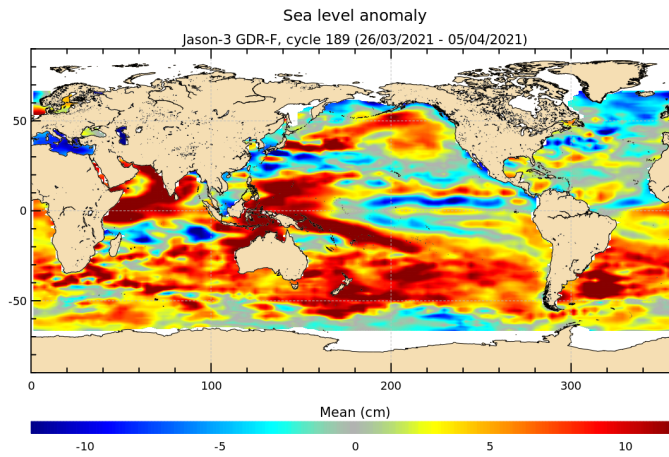 Sea level anomaly
Jason-3 GDR-F, cycle 189 (26/03/2021 - 05/04/2021)
50
0
-50
0 100 200 300
Mean (cm)
-10 -5 0 5 10